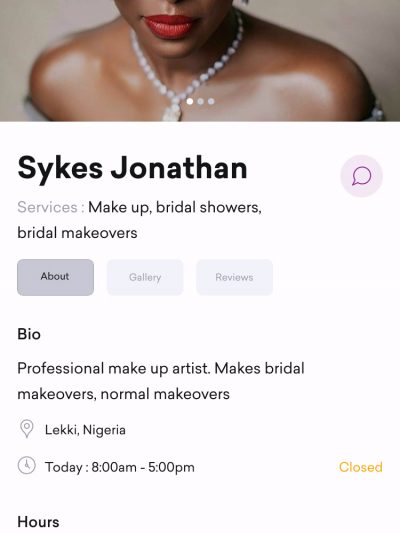 Sykes Jonathan
Services : Make up, bridal showers,
bridal makeovers
About Gallery Reviews
Bio
Professional make up artist. Makes bridal
makeovers, normal makeovers
Lekki, Nigeria
Today : 8:00am - 5:00pm Closed
Hours